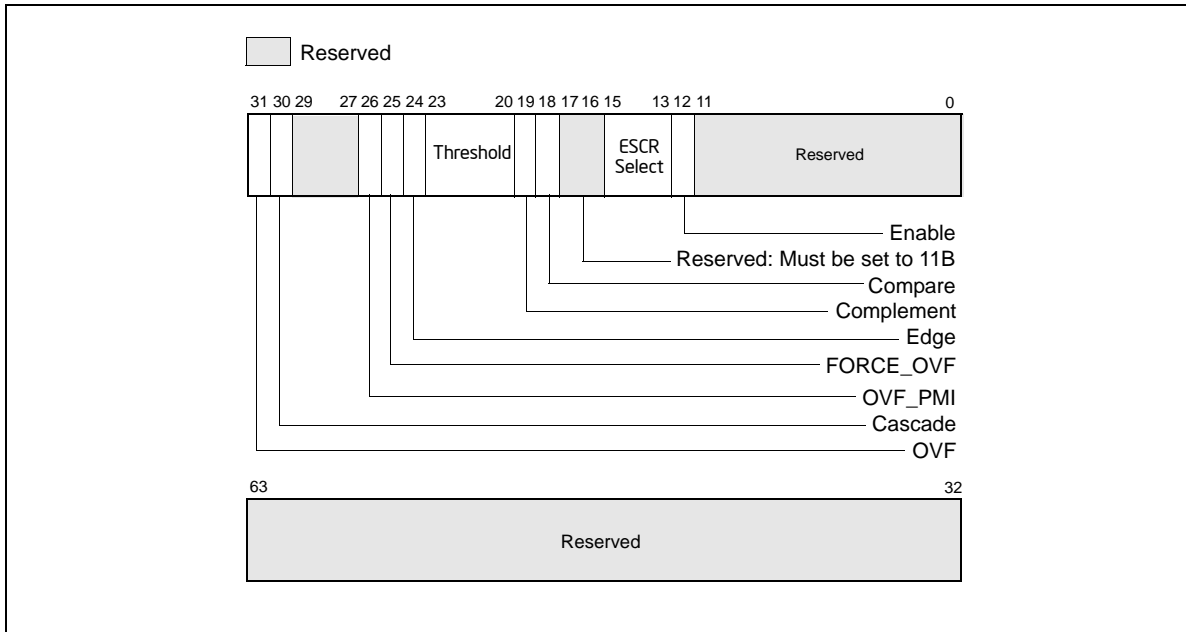 Reserved
31 30 29 27 26 25 24 23 20 19 18 17 16 15 13 12 11 0
Threshold
ESCR
Select
Reserved
Enable
Reserved: Must be set to 11B
Compare
Complement
Edge
FORCE_OVF
OVF_PMI
Cascade
OVF
63 32
Reserved